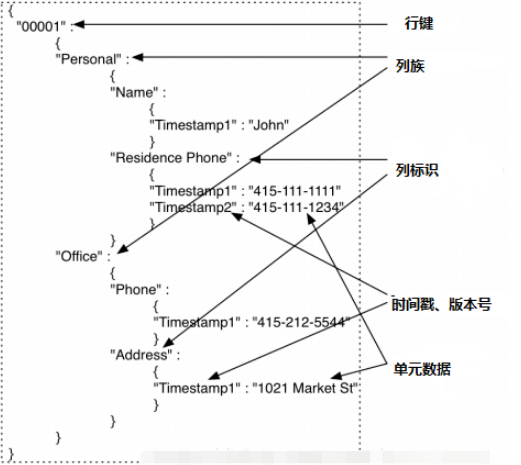 {
"00001" : 行键
{
"Personal" : 列族
{
"Name" :
{
"Timestamp1" : "John"
}
"Residence Phone" : 列标识
{
"Timestamp1" : "415-111-1111"
"Timestamp2" : "415-111-1234"
}
}
"Office" :
{
"Phone" : 时间戳、版本号
{
"Timestamp1" : "415-212-5544"
}
"Address" : 单元数据
{
"Timestamp1" : "1021 Market St"
}
}
}
}